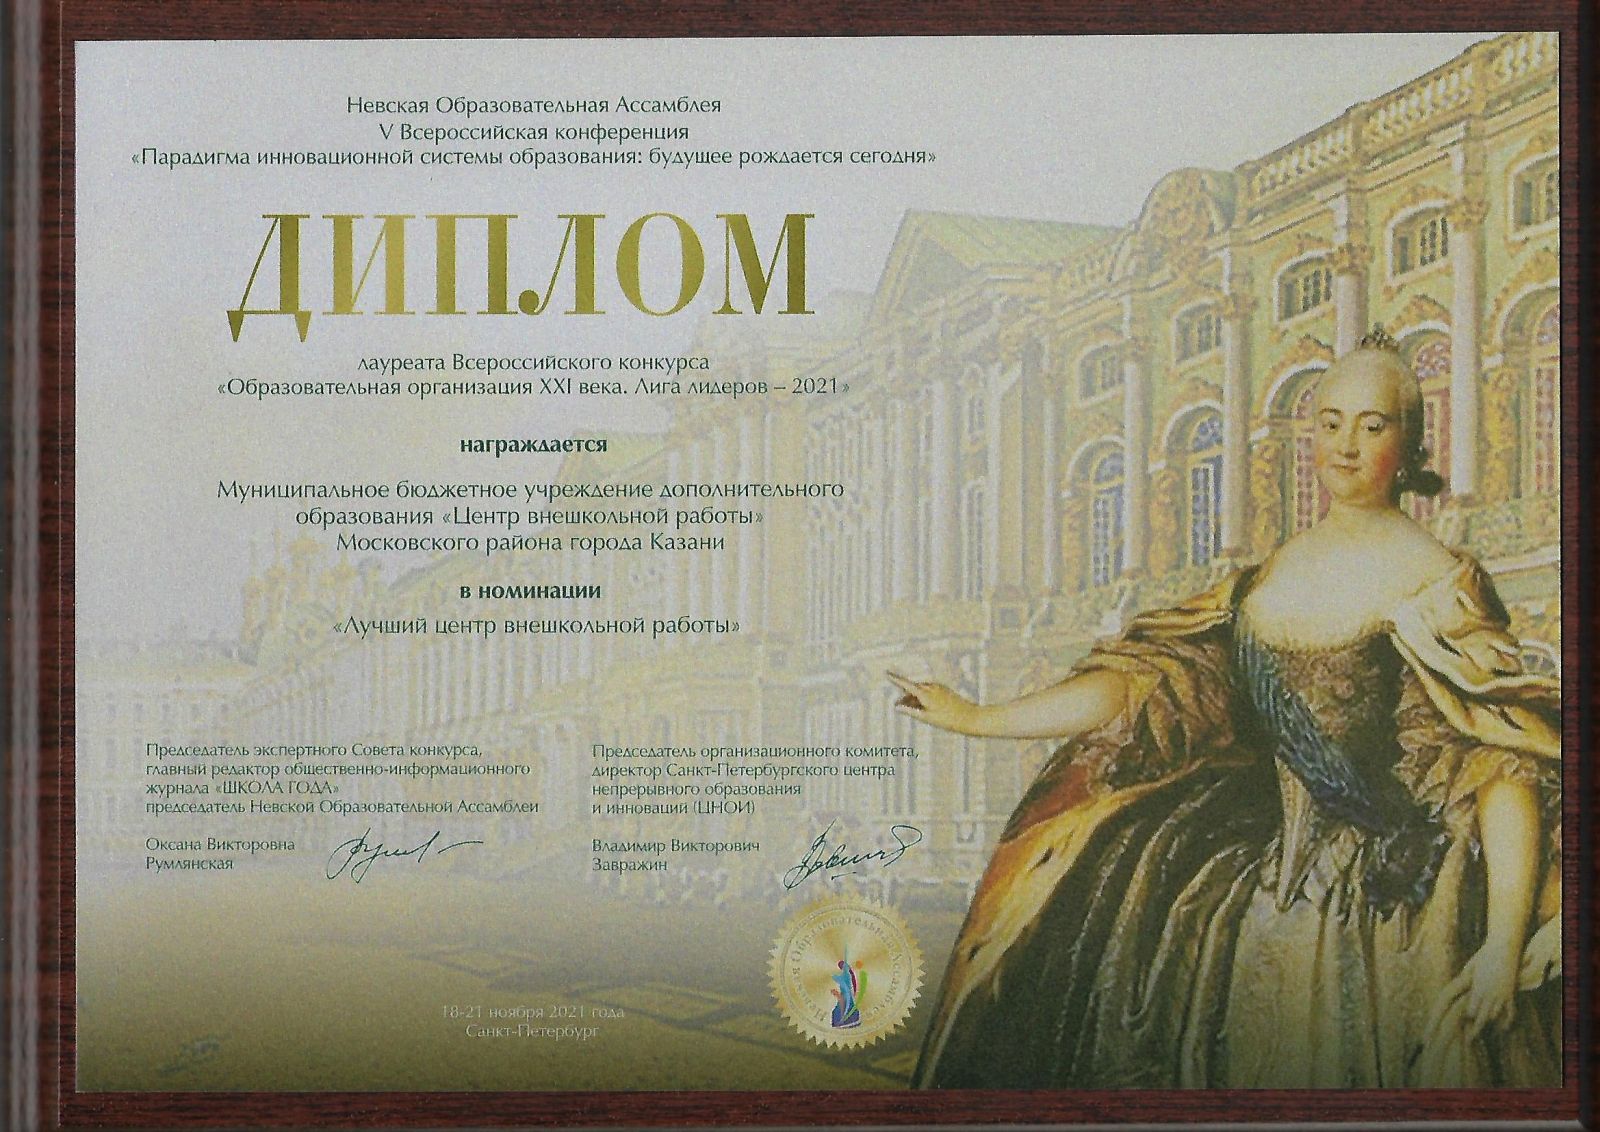 Невская Образовательная Ассамблея
V Всероссийская конференция
«Парадигма инновационной системы образования: будущее рождается сегодня»
ДИПЛОМ
лауреата Всероссийского конкурса
«Образовательная организация XXI века. Лига лидеров – 2021»
награждается
Муниципальное бюджетное учреждение дополнительного
образования «Центр внешкольной работы»
Московского района города Казани
в номинации
«Лучший центр внешкольной работы»
Председатель экспертного Совета конкурса,
главный редактор общественно-информационного
журнала «ШКОЛА ГОДА»
председатель Невской Образовательной Ассамблеи
Оксана Викторовна
Румлянская
Председатель организационного комитета,
директор Санкт-Петербургского центра
непрерывного образования
и инноваций (ЦНОИ)
Владимир Викторович
Завражин
Невская Образовательная Ассамблея
18-21 ноября 2021 года
Санкт-Петербург